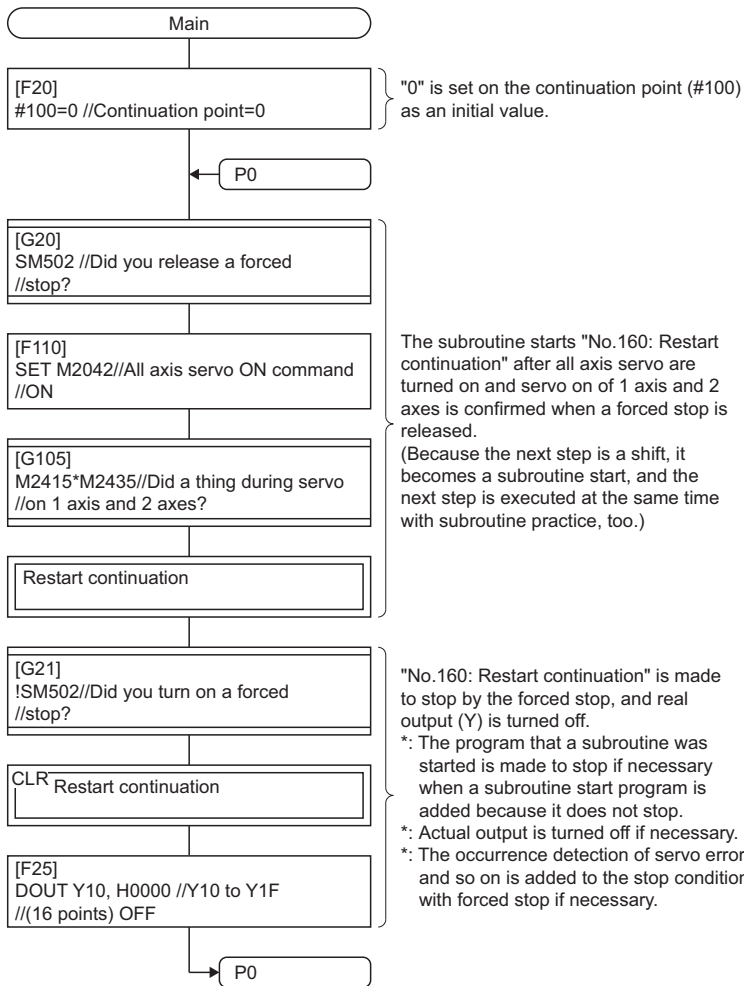 Main
[F20]
#100=0 //Continuation point=0
"0" is set on the continuation point (#100)
as an initial value.
P0
[G20]
SM502 //Did you release a forced
//stop?
[F110]
SET M2042//All axis servo ON command
//ON
[G105]
M2415*M2435//Did a thing during servo
//on 1 axis and 2 axes?
Restart continuation
The subroutine starts "No.160: Restart
continuation" after all axis servo are
turned on and servo on of 1 axis and 2
axes is confirmed when a forced stop is
released.
(Because the next step is a shift, it
becomes a subroutine start, and the
next step is executed at the same time
with subroutine practice, too.)
[G21]
!SM502//Did you turn on a forced
//stop?
CLR Restart continuation
[F25]
DOUT Y10, H0000 //Y10 to Y1F
//(16 points) OFF
"No.160: Restart continuation" is made
to stop by the forced stop, and real
output (Y) is turned off.
*: The program that a subroutine was
started is made to stop if necessary
when a subroutine start program is
added because it does not stop.
*: Actual output is turned off if necessary.
*: The occurrence detection of servo error
and so on is added to the stop condition
with forced stop if necessary.
P0